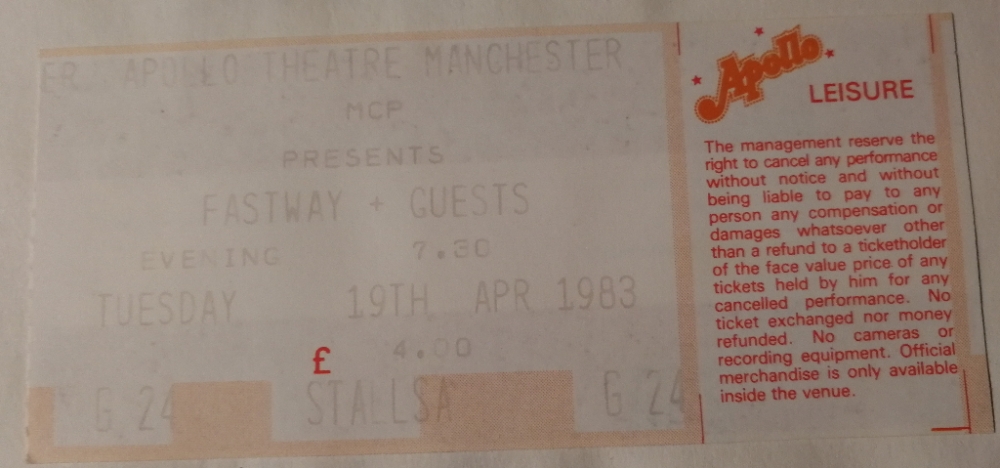 ER. APOLLO THEATRE MANCHESTER
MCP
PRESENTS
FASTWAY + GUESTS
EVENING 7.30
TUESDAY 19TH APR 1983
£ 4.00
G 24 STALLSA G 24
Apollo
LEISURE
The management reserve the
right to cancel any performance
without notice and without
being liable to pay to any
person any compensation or
damages whatsoever other
than a refund to a ticketholder
of the face value price of any
tickets held by him for any
cancelled performance. No
ticket exchanged nor money
refunded. No cameras or
recording equipment. Official
merchandise is only available
inside the venue.